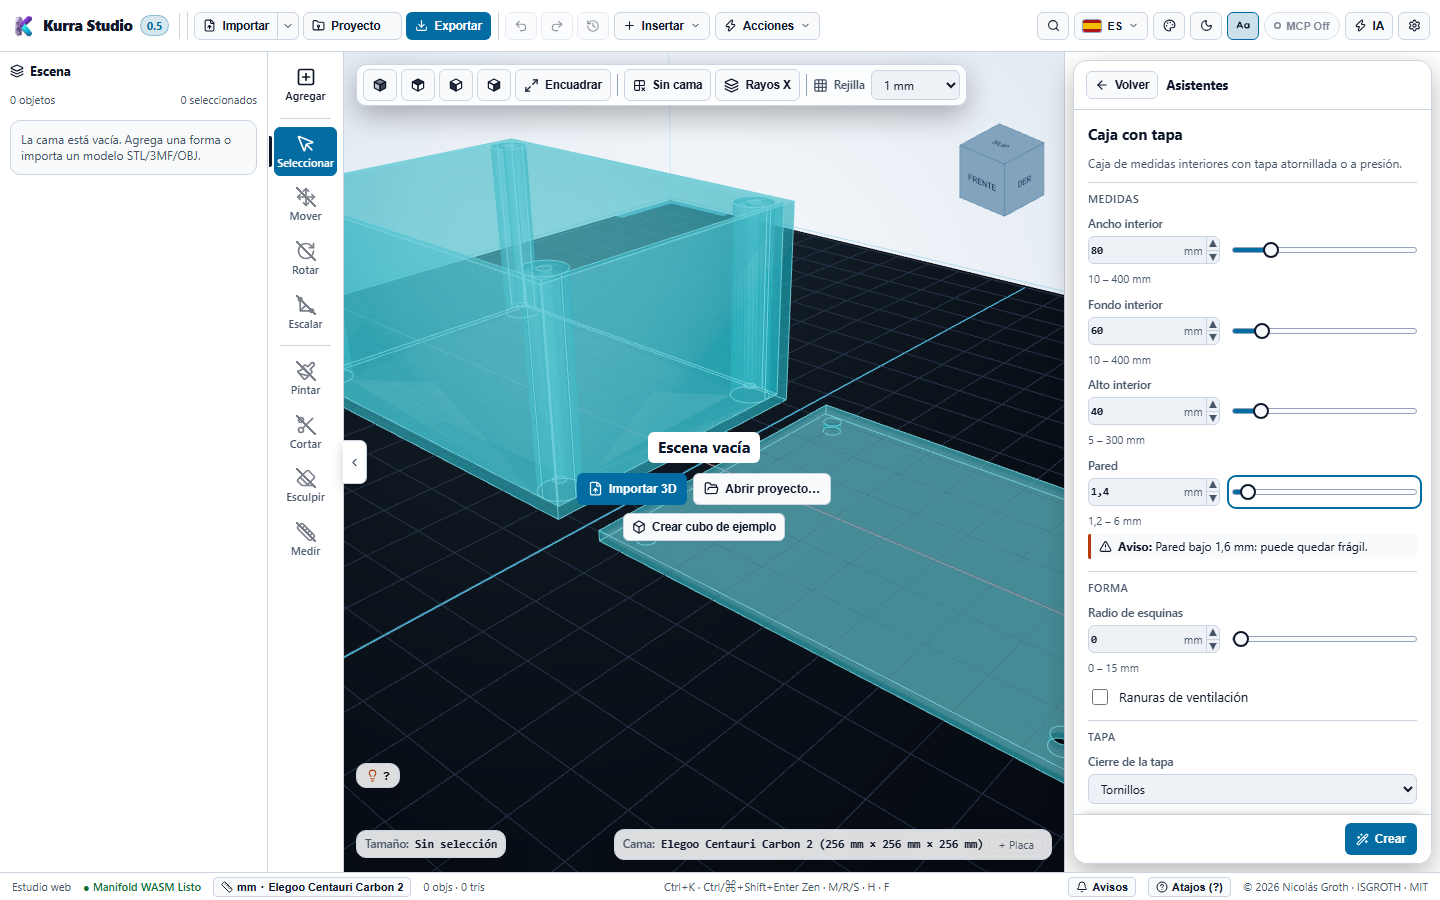 Kurra Studio 0.5
Importar
Proyecto
Exportar
Insertar
Acciones
ES
Aa
MCP Off
IA
Escena
0 objetos
0 seleccionados
La cama está vacía. Agrega una forma o
importa un modelo STL/3MF/OBJ.
Agregar
Seleccionar
Mover
Rotar
Escalar
Pintar
Cortar
Esculpir
Medir
Encuadrar
Sin cama
Rayos X
Rejilla
1 mm
SUP
FRENTE
DER
Escena vacía
Importar 3D
Abrir proyecto...
Crear cubo de ejemplo
?
Tamaño: Sin selección
Cama: Elegoo Centauri Carbon 2 (256 mm × 256 mm × 256 mm)
+ Placa
Volver
Asistentes
Caja con tapa
Caja de medidas interiores con tapa atornillada o a presión.
MEDIDAS
Ancho interior
80 mm
10 – 400 mm
Fondo interior
60 mm
10 – 400 mm
Alto interior
40 mm
5 – 300 mm
Pared
1,4 mm
1,2 – 6 mm
Aviso: Pared bajo 1,6 mm: puede quedar frágil.
FORMA
Radio de esquinas
0 mm
0 – 15 mm
Ranuras de ventilación
TAPA
Cierre de la tapa
Tornillos
Crear
Estudio web
Manifold WASM Listo
mm · Elegoo Centauri Carbon 2
0 objs · 0 tris
Ctrl+K · Ctrl/⌘+Shift+Enter Zen · M/R/S · H · F
Avisos
Atajos (?)
© 2026 Nicolás Groth · ISGROTH · MIT